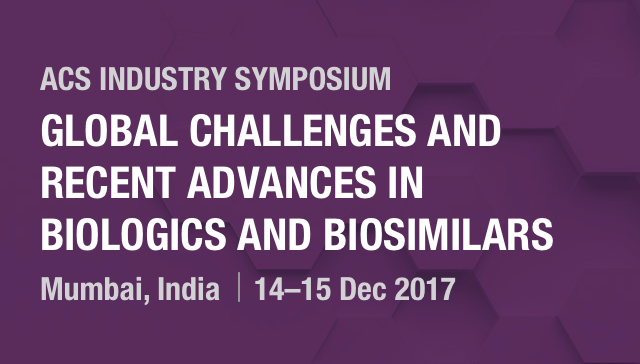 ACS INDUSTRY SYMPOSIUM
GLOBAL CHALLENGES AND
RECENT ADVANCES IN
BIOLOGICS AND BIOSIMILARS
Mumbai, India | 14–15 Dec 2017